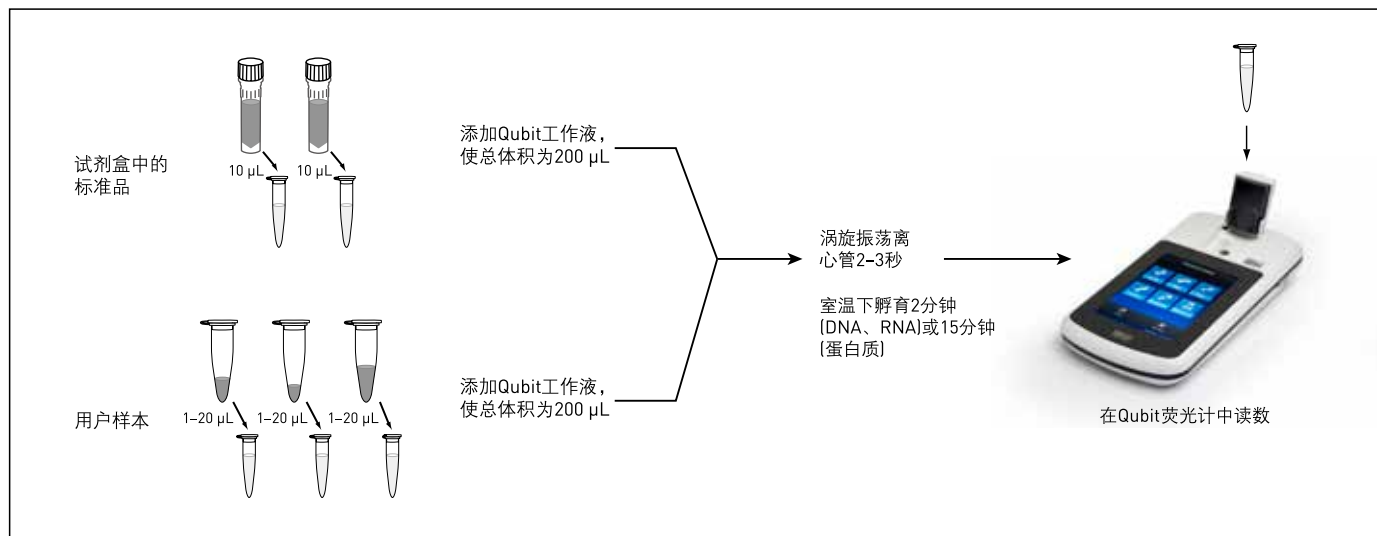 试剂盒中的
标准品
10 µL
10 µL
添加Qubit工作液，
使总体积为200 µL
涡旋振荡离
心管2–3秒
室温下孵育2分钟
(DNA、RNA)或15分钟
(蛋白质)
用户样本
1–20 µL
1–20 µL
1–20 µL
添加Qubit工作液，
使总体积为200 µL
在Qubit荧光计中读数